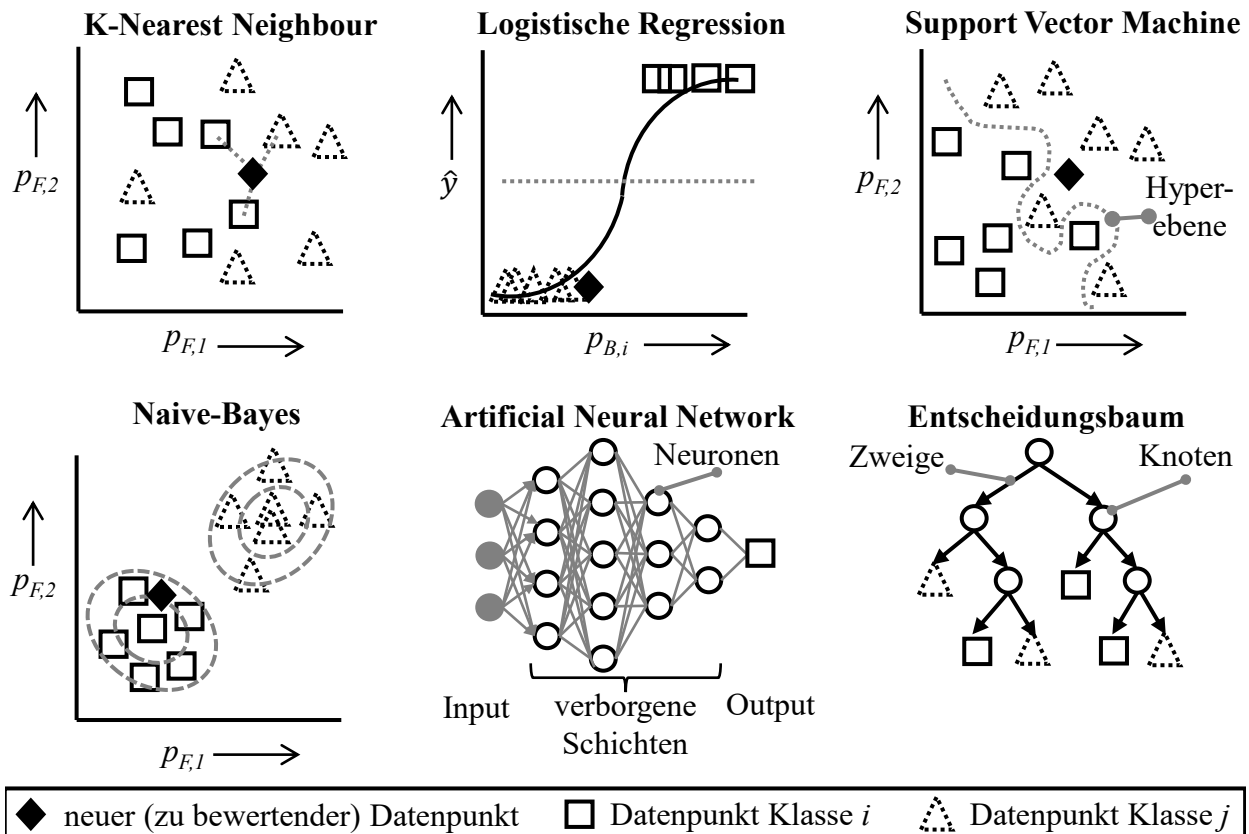 K-Nearest Neighbour
p_F,2
p_F,1
Logistische Regression
ŷ
p_B,i
Support Vector Machine
p_F,2
Hyper-
ebene
p_F,1
Naive-Bayes
p_F,2
p_F,1
Artificial Neural Network
Neuronen
Input
verborgene
Schichten
Output
Entscheidungsbaum
Zweige
Knoten
neuer (zu bewertender) Datenpunkt
Datenpunkt Klasse i
Datenpunkt Klasse j